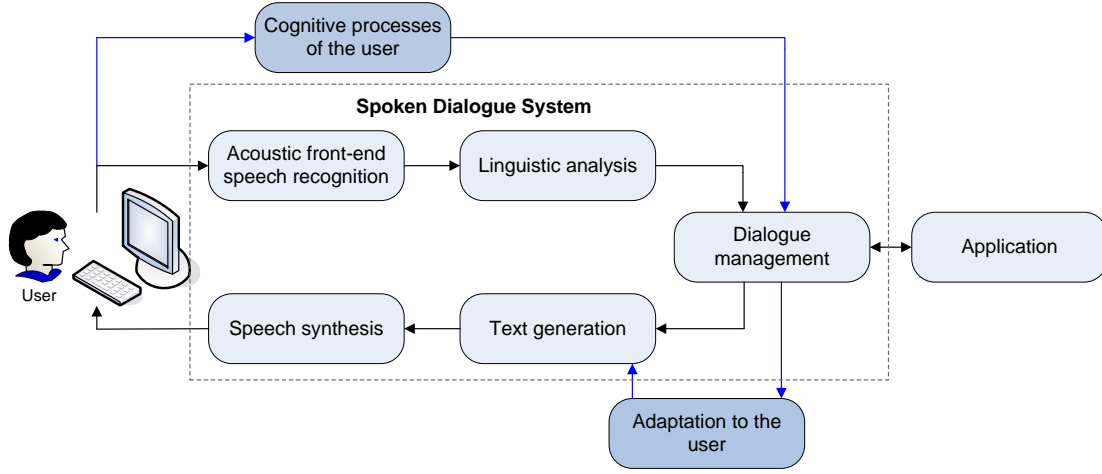 Cognitive processes
of the user
Spoken Dialogue System
Acoustic front-end
speech recognition
Linguistic analysis
Dialogue
management
Application
User
Speech synthesis
Text generation
Adaptation to the
user